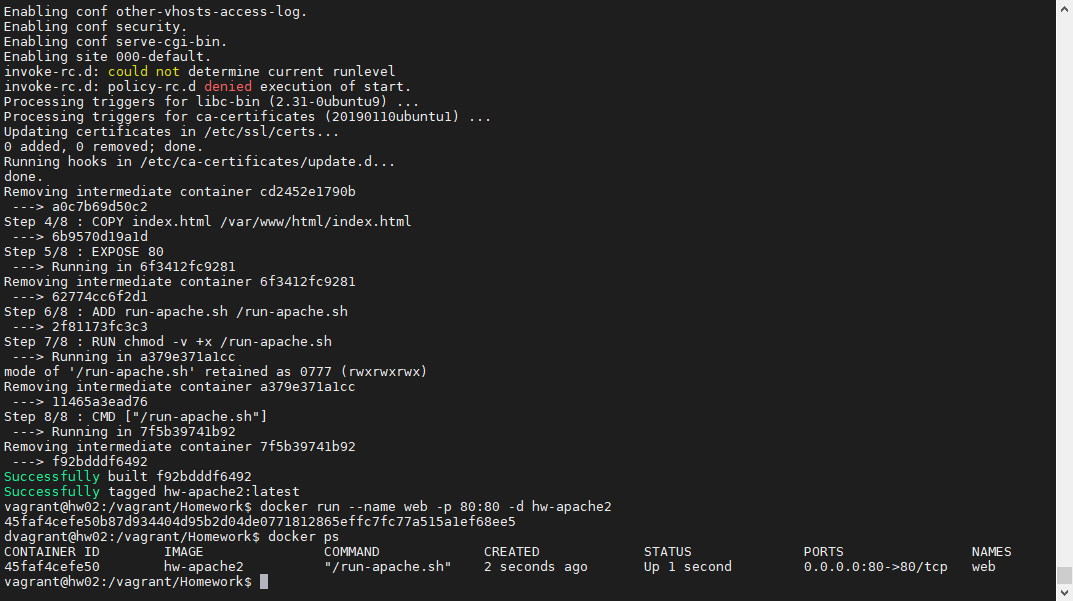 Enabling conf other-vhosts-access-log.
Enabling conf security.
Enabling conf serve-cgi-bin.
Enabling site 000-default.
invoke-rc.d: could not determine current runlevel
invoke-rc.d: policy-rc.d denied execution of start.
Processing triggers for libc-bin (2.31-0ubuntu9) ...
Processing triggers for ca-certificates (20190110ubuntu1) ...
Updating certificates in /etc/ssl/certs...
0 added, 0 removed; done.
Running hooks in /etc/ca-certificates/update.d...
done.
Removing intermediate container cd2452e1790b
 ---> a0c7b69d50c2
Step 4/8 : COPY index.html /var/www/html/index.html
 ---> 6b9570d19a1d
Step 5/8 : EXPOSE 80
 ---> Running in 6f3412fc9281
Removing intermediate container 6f3412fc9281
 ---> 62774cc6f2d1
Step 6/8 : ADD run-apache.sh /run-apache.sh
 ---> 2f81173fc3c3
Step 7/8 : RUN chmod -v +x /run-apache.sh
 ---> Running in a379e371a1cc
mode of '/run-apache.sh' retained as 0777 (rwxrwxrwx)
Removing intermediate container a379e371a1cc
 ---> 11465a3ead76
Step 8/8 : CMD ["/run-apache.sh"]
 ---> Running in 7f5b39741b92
Removing intermediate container 7f5b39741b92
 ---> f92bdddf6492
Successfully built f92bdddf6492
Successfully tagged hw-apache2:latest
vagrant@hw02:/vagrant/Homework$ docker run --name web -p 80:80 -d hw-apache2
45faf4cefe50b87d934404d95b2d04de0771812865effc7fc77a515a1ef68ee5
dvagrant@hw02:/vagrant/Homework$ docker ps
CONTAINER ID        IMAGE               COMMAND             CREATED             STATUS              PORTS                NAMES
45faf4cefe50        hw-apache2          "/run-apache.sh"    2 seconds ago       Up 1 second         0.0.0.0:80->80/tcp   web
vagrant@hw02:/vagrant/Homework$